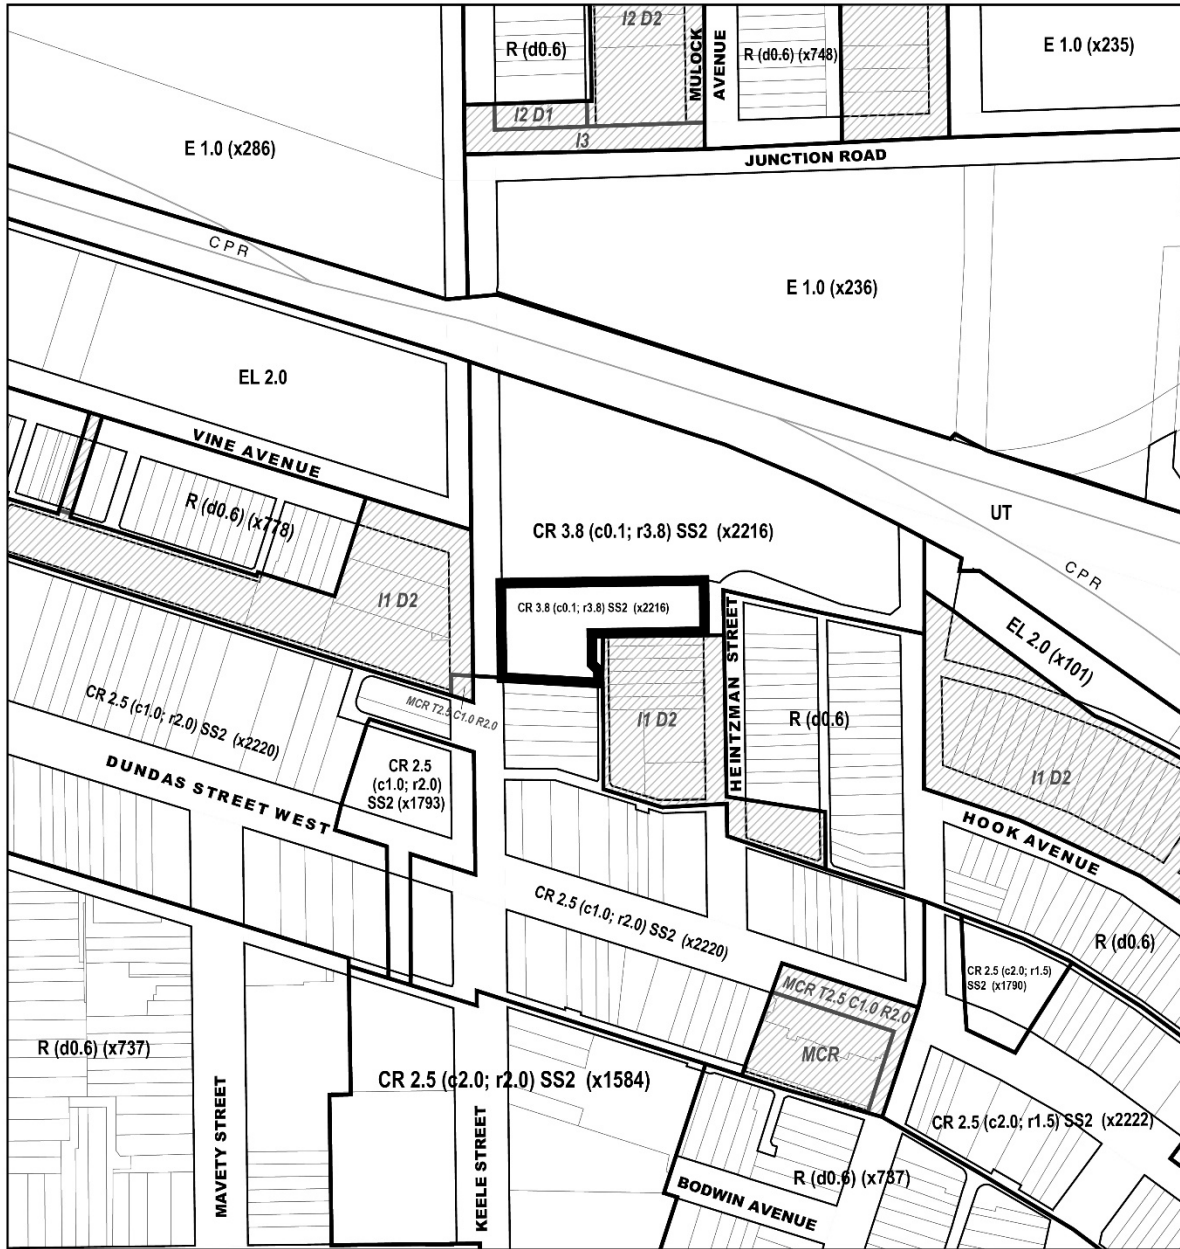 I2 D2
R (d0.6)
MULOCK
AVENUE
R (d0.6) (x748)
E 1.0 (x235)
I2 D1
I3
E 1.0 (x286)
JUNCTION ROAD
CPR
E 1.0 (x236)
EL 2.0
VINE AVENUE
R (d0.6) (x778)
UT
CR 3.8 (c0.1; r3.8) SS2 (x2216)
CPR
I1 D2
CR 3.8 (c0.1; r3.8) SS2 (x2216)
HEINTZMAN STREET
EL 2.0 (x101)
CR 2.5 (c1.0; r2.0) SS2 (x2220)
MCR T2.5 C1.0 R2.0
I1 D2
R (d0.6)
DUNDAS STREET WEST
CR 2.5
(c1.0; r2.0)
SS2 (x1793)
I1 D2
HOOK AVENUE
CR 2.5 (c1.0; r2.0) SS2 (x2220)
R (d0.6)
CR 2.5 (c2.0; r1.5)
SS2 (x1790)
MCR T2.5 C1.0 R2.0
MCR
R (d0.6) (x737)
CR 2.5 (c2.0; r2.0) SS2 (x1584)
CR 2.5 (c2.0; r1.5) SS2 (x2222)
MAVETY STREET
KEELE STREET
R (d0.6) (x737)
BODWIN AVENUE